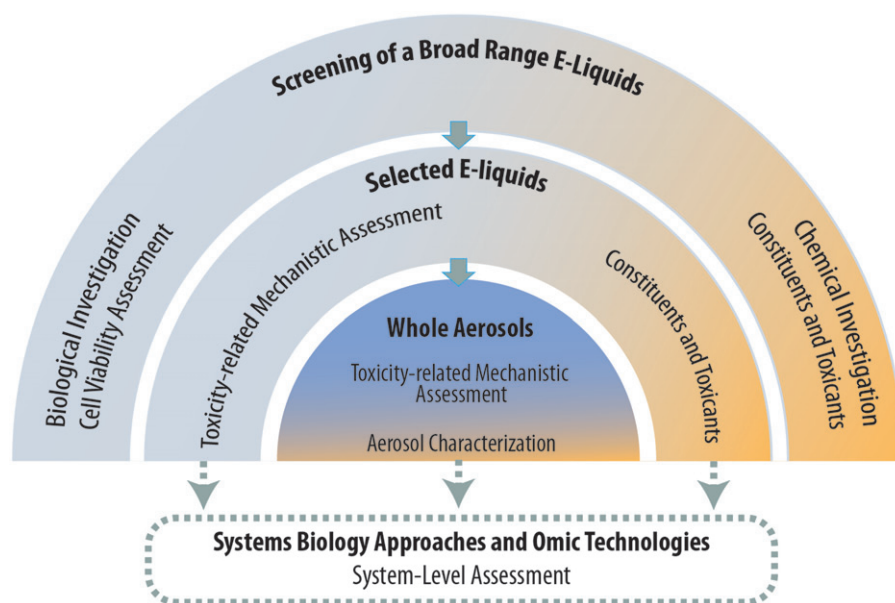 Screening of a Broad Range E-Liquids
Biological Investigation
Cell Viability Assessment
Chemical Investigation
Constituents and Toxicants
Selected E-liquids
Toxicity-related Mechanistic Assessment
Constituents and Toxicants
Whole Aerosols
Toxicity-related Mechanistic
Assessment
Aerosol Characterization
Systems Biology Approaches and Omic Technologies
System-Level Assessment